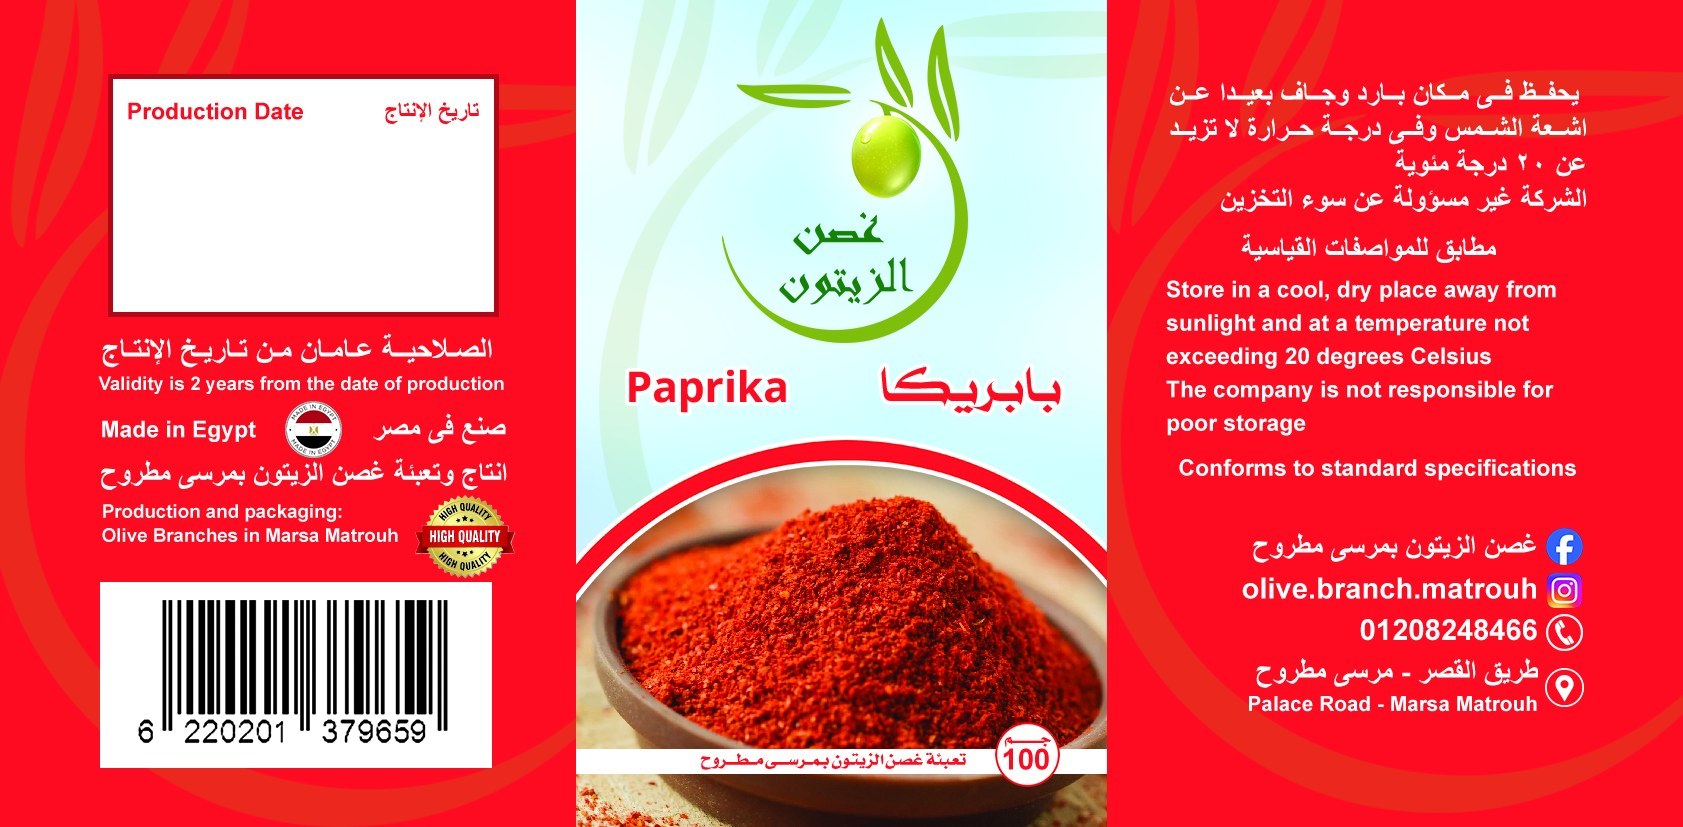 Production Date تاريخ الإنتاج
الصلاحية عامان من تاريخ الإنتاج
Validity is 2 years from the date of production
Made in Egypt صنع فى مصر
MADE IN EGYPT
MADE IN EGYPT
انتاج وتعبئة غصن الزيتون بمرسى مطروح
Production and packaging:
Olive Branches in Marsa Matrouh
HIGH QUALITY
HIGH QUALITY
HIGH QUALITY
6 220201 379659
غصن
الزيتون
Paprika بابريكا
جم
100
تعبئة غصن الزيتون بمرسى مطروح
يحفظ فى مكان بارد وجاف بعيدا عن
اشعة الشمس وفى درجة حرارة لا تزيد
عن ٢٠ درجة مئوية
الشركة غير مسؤولة عن سوء التخزين
مطابق للمواصفات القياسية
Store in a cool, dry place away from
sunlight and at a temperature not
exceeding 20 degrees Celsius
The company is not responsible for
poor storage
Conforms to standard specifications
غصن الزيتون بمرسى مطروح
olive.branch.matrouh
01208248466
طريق القصر - مرسى مطروح
Palace Road - Marsa Matrouh